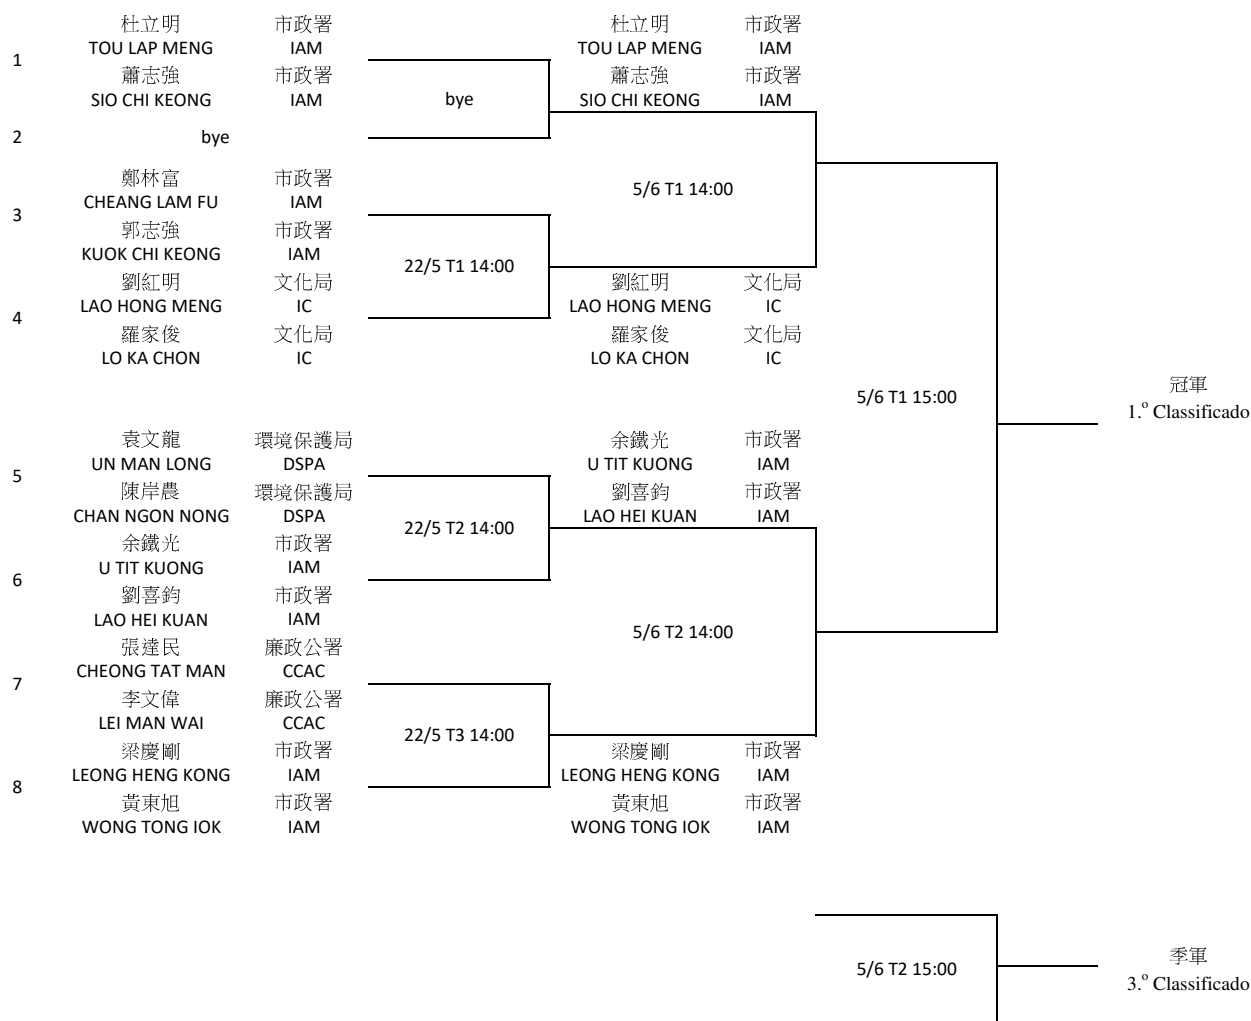 杜立明 市政署 杜立明 市政署
TOU LAP MENG IAM TOU LAP MENG IAM
1
蕭志強 市政署 蕭志強 市政署
SIO CHI KEONG IAM bye SIO CHI KEONG IAM
2 bye
鄭林富 市政署
5/6 T1 14:00
CHEANG LAM FU IAM
3
郭志強 市政署
KUOK CHI KEONG IAM
22/5 T1 14:00
劉紅明 文化局 劉紅明 文化局
LAO HONG MENG IC LAO HONG MENG IC
4
羅家俊 文化局 羅家俊 文化局
LO KA CHON IC LO KA CHON IC
冠軍
5/6 T1 15:00
1.º Classificado
袁文龍 環境保護局 余鐵光 市政署
UN MAN LONG DSPA U TIT KUONG IAM
5
陳岸農 環境保護局 劉喜鈞 市政署
CHAN NGON NONG DSPA LAO HEI KUAN IAM
22/5 T2 14:00
余鐵光 市政署
U TIT KUONG IAM
6
劉喜鈞 市政署
LAO HEI KUAN IAM
5/6 T2 14:00
張達民 廉政公署
CHEONG TAT MAN CCAC
7
李文偉 廉政公署
LEI MAN WAI CCAC
22/5 T3 14:00
梁慶剛 市政署 梁慶剛 市政署
LEONG HENG KONG IAM LEONG HENG KONG IAM
8
黃東旭 市政署 黃東旭 市政署
WONG TONG IOK IAM WONG TONG IOK IAM
季軍
5/6 T2 15:00
3.º Classificado